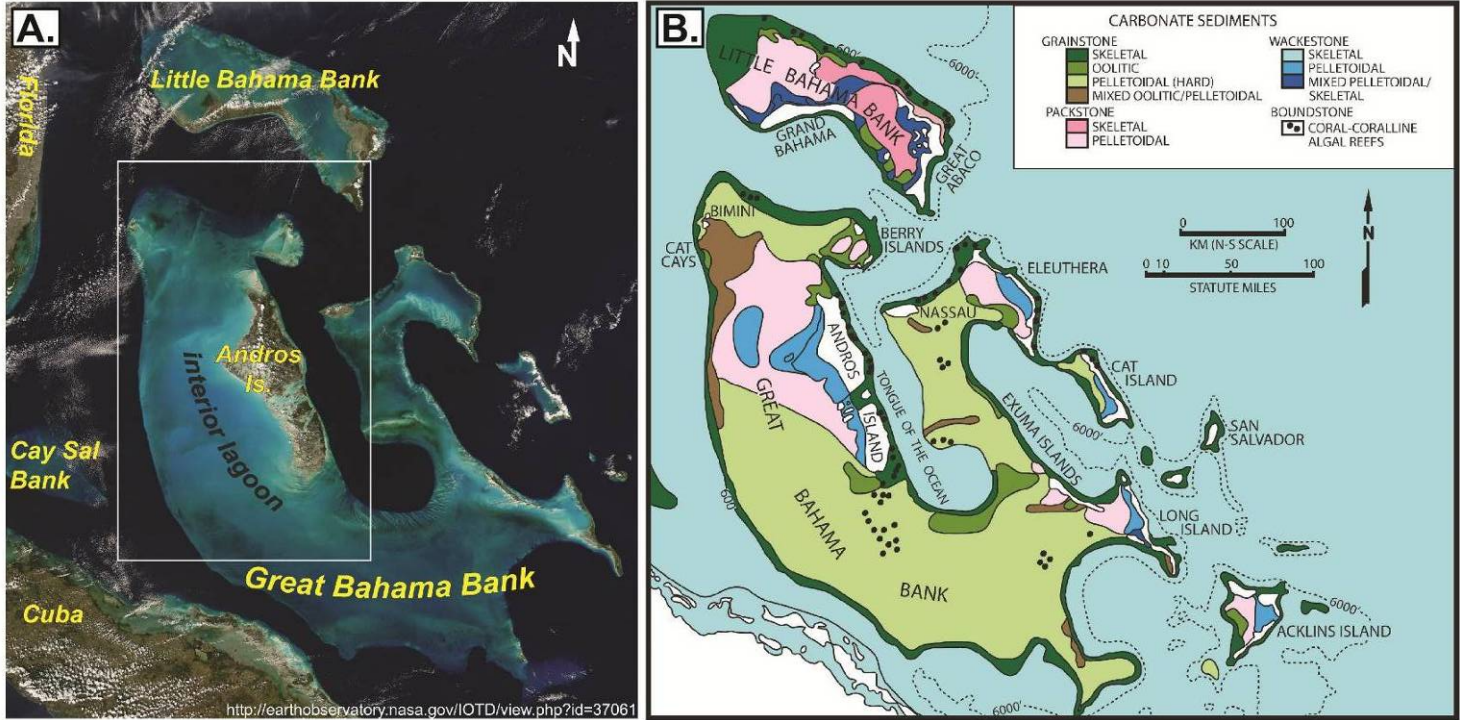 A.
N
Florida
Little Bahama Bank
Andros
Is.
interior lagoon
Cay Sal
Bank
Great Bahama Bank
Cuba
http://earthobservatory.nasa.gov/IOTD/view.php?id=37061
B.
CARBONATE SEDIMENTS
GRAINSTONE
SKELETAL
OOLITIC
PELLETOIDAL (HARD)
MIXED OOLITIC/PELLETOIDAL
PACKSTONE
SKELETAL
PELLETOIDAL
WACKESTONE
SKELETAL
PELLETOIDAL
MIXED PELLETOIDAL/
SKELETAL
BOUNDSTONE
CORAL-CORALLINE
ALGAL REEFS
600'
6000'
LITTLE BAHAMA BANK
GRAND
BAHAMA
GREAT
ABACO
BIMINI
CAT
CAYS
BERRY
ISLANDS
ELEUTHERA
0 100
KM (N-S SCALE)
0 10 50 100
STATUTE MILES
N
NASSAU
ANDROS
ISLAND
TONGUE OF THE OCEAN
EXUMA ISLANDS
CAT
ISLAND
6000'
SAN
SALVADOR
GREAT
BAHAMA
BANK
600'
LONG
ISLAND
6000'
ACKLINS ISLAND
6000'